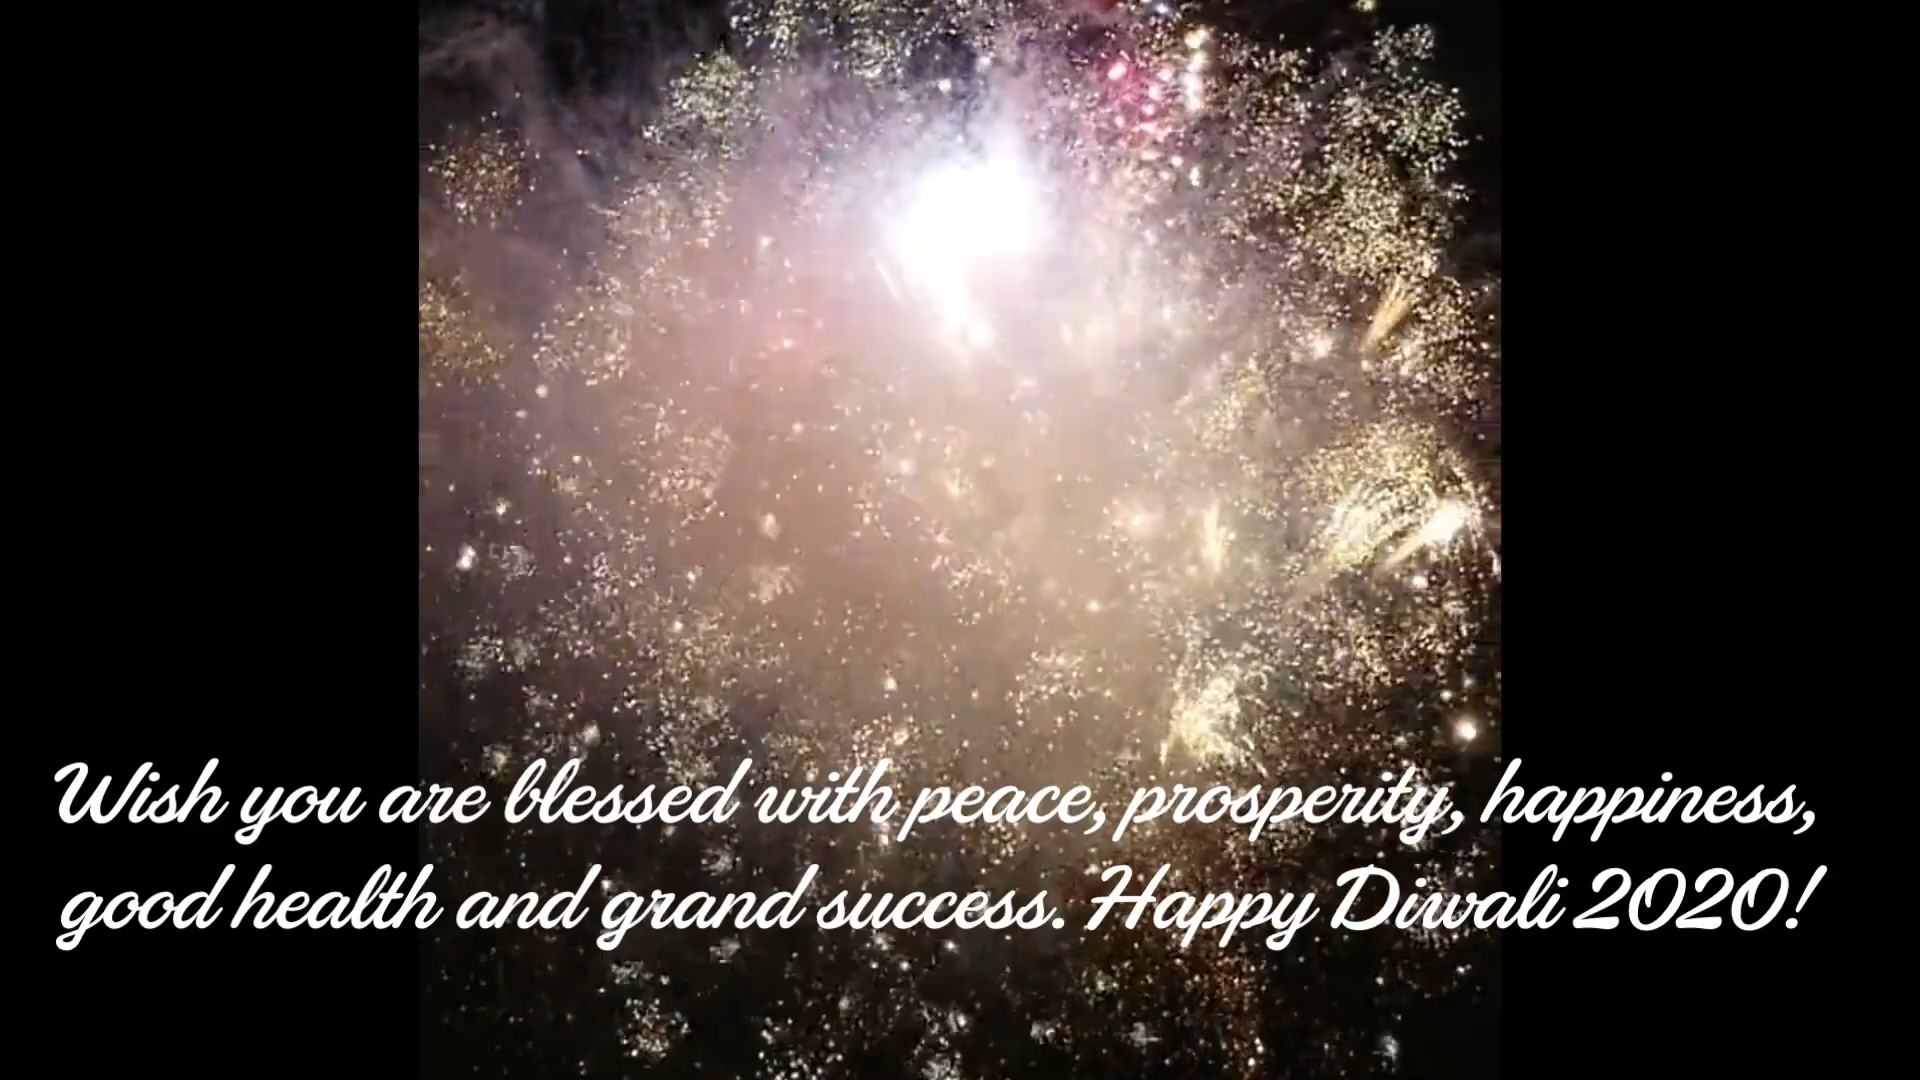 Wish you are blessed with peace, prosperity, happiness,
good health and grand success. Happy Diwali 2020!